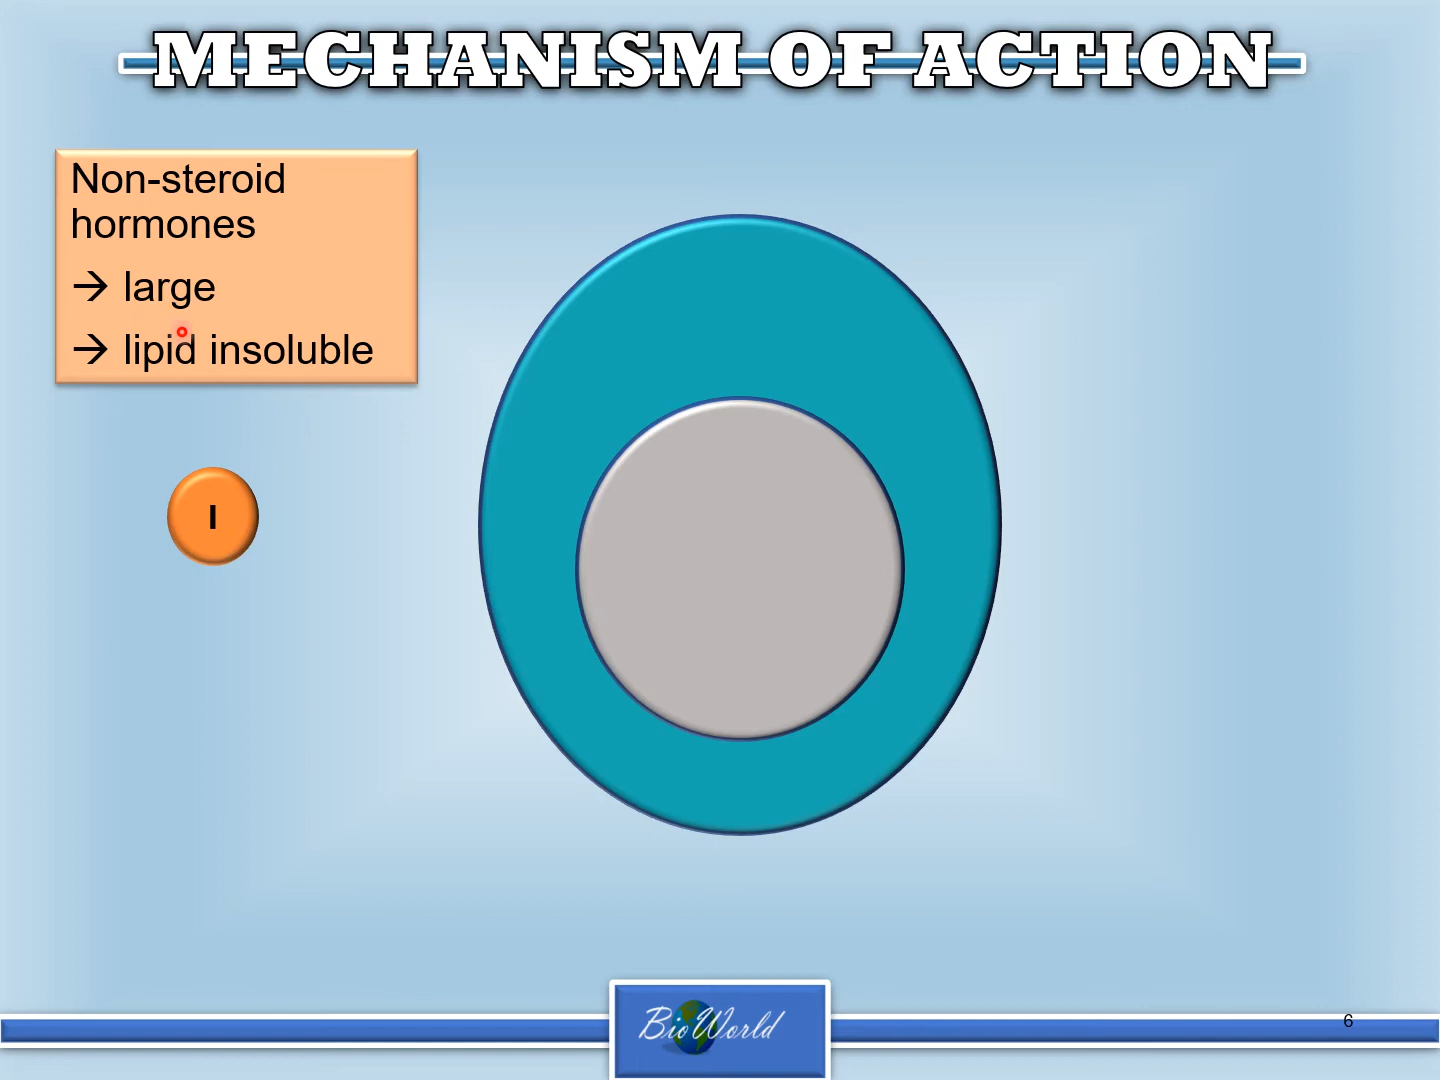 MECHANISM OF ACTION
Non-steroid
hormones
→ large
→ lipid insoluble
I
BioWorld
6